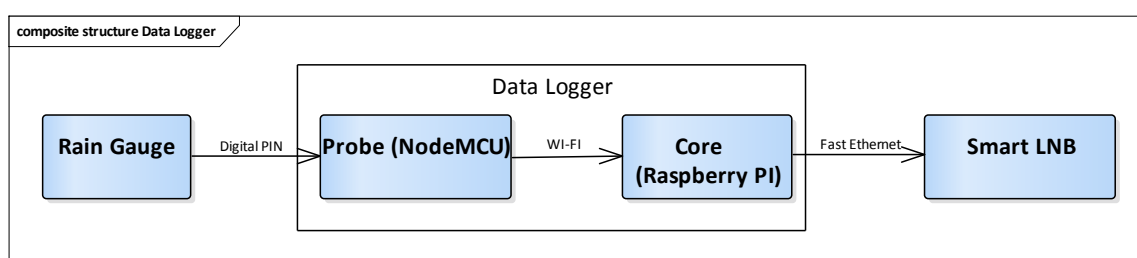 composite structure Data Logger
Data Logger
Rain Gauge
Digital PIN
Probe (NodeMCU)
WI-FI
Core
(Raspberry PI)
Fast Ethernet
Smart LNB